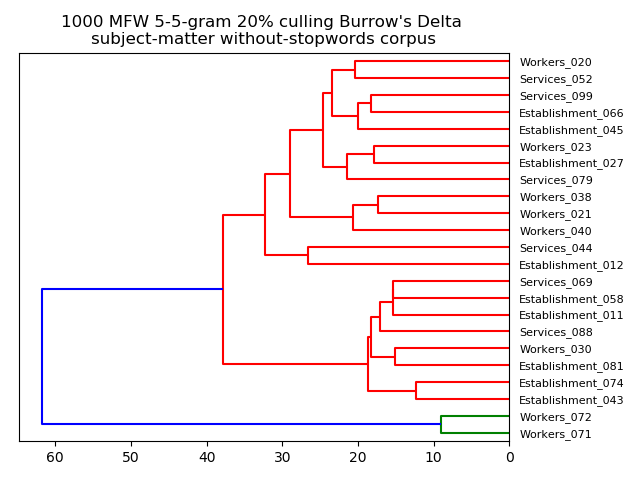 1000 MFW 5-5-gram 20% culling Burrow's Delta
subject-matter without-stopwords corpus
Workers_020
Services_052
Services_099
Establishment_066
Establishment_045
Workers_023
Establishment_027
Services_079
Workers_038
Workers_021
Workers_040
Services_044
Establishment_012
Services_069
Establishment_058
Establishment_011
Services_088
Workers_030
Establishment_081
Establishment_074
Establishment_043
Workers_072
Workers_071
60 50 40 30 20 10 0